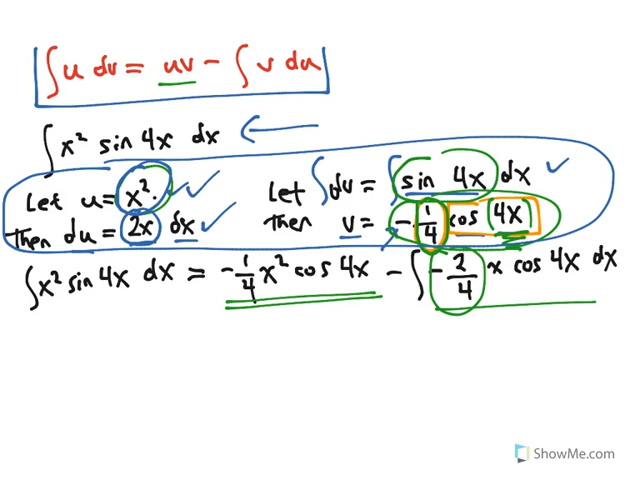 ∫ u dv = uv - ∫ v du
∫ x² sin 4x dx
Let u = x². Let ∫ dv = ∫ sin 4x dx
Then du = 2x dx then v = - 1/4 cos 4x
∫ x² sin 4x dx = - 1/4 x² cos 4x - ∫ - 2/4 x cos 4x dx
ShowMe.com